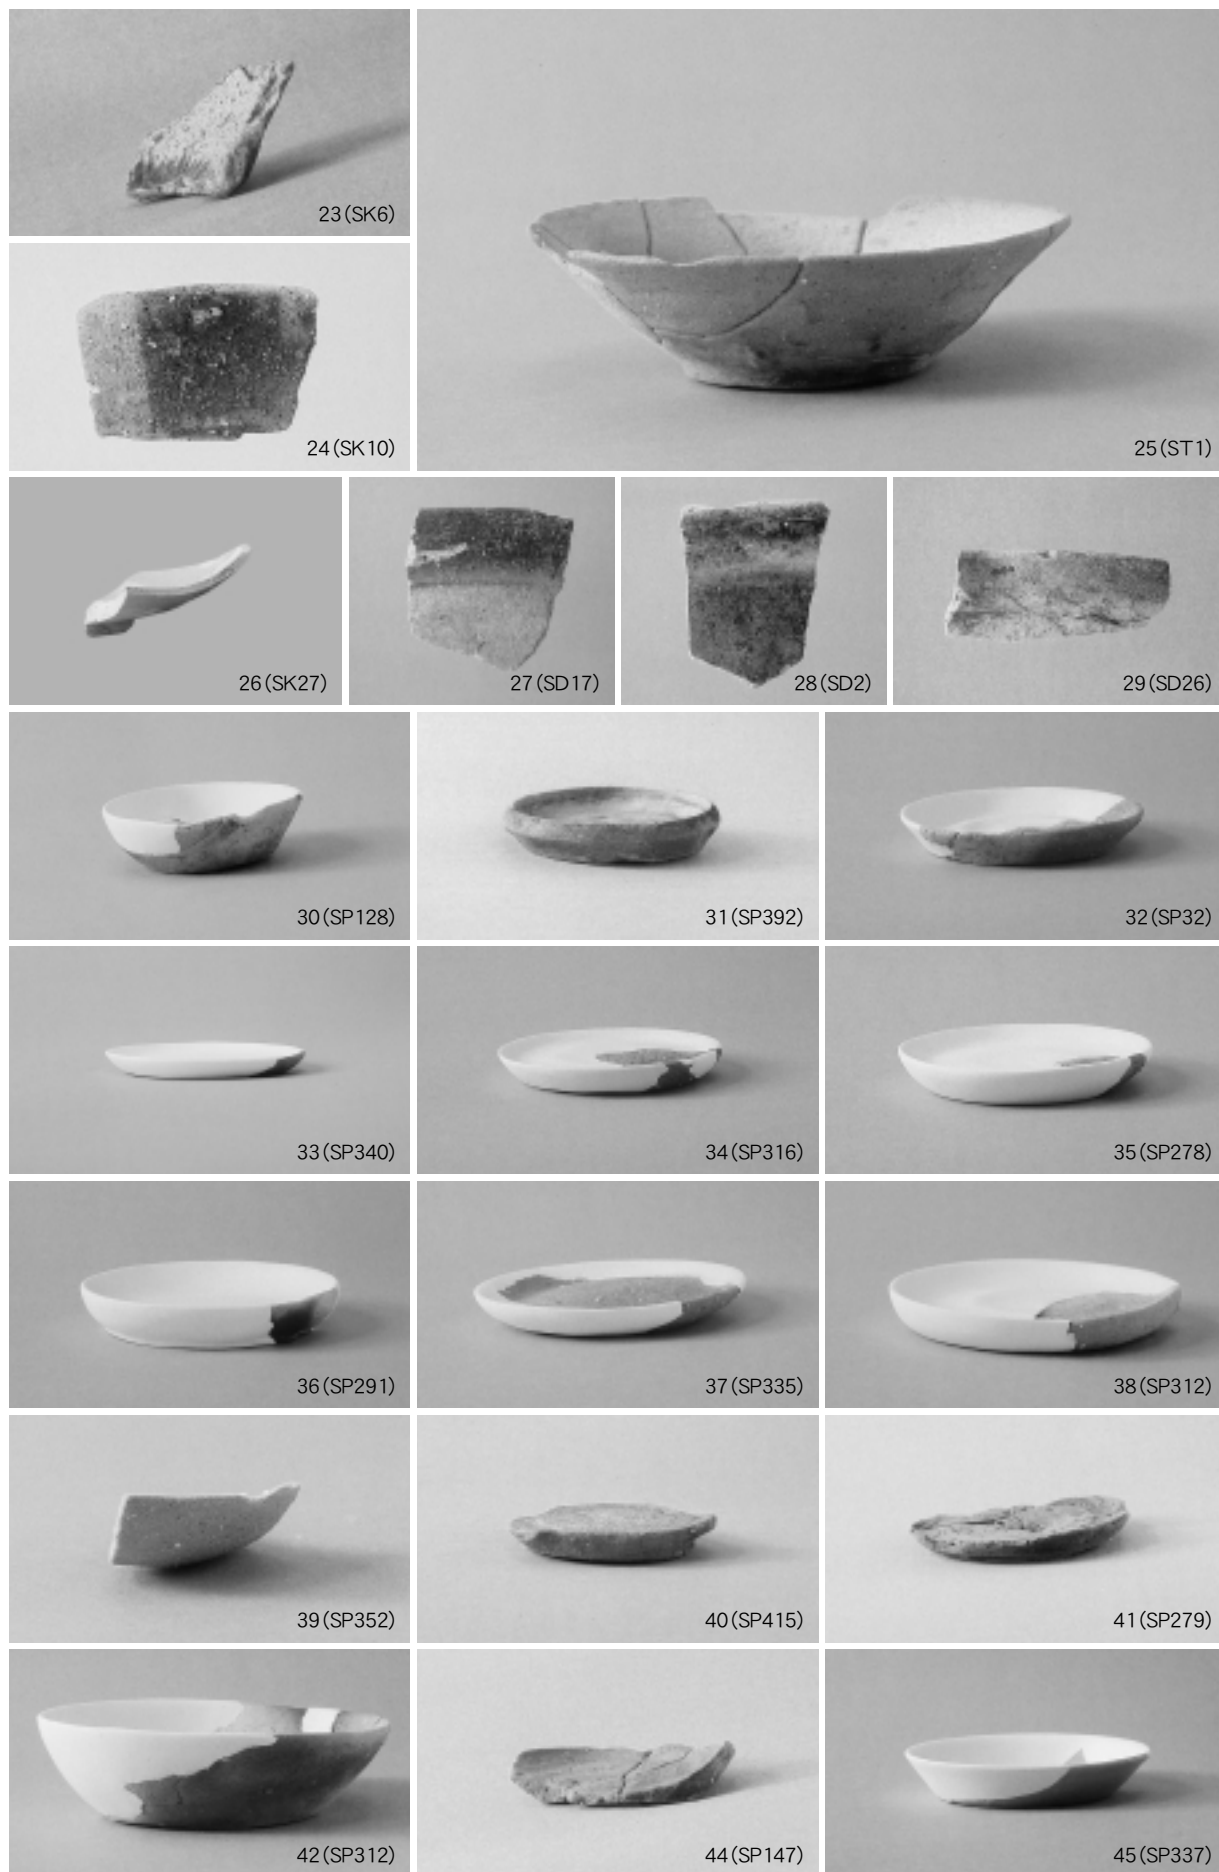 23(SK6)
24(SK10)
25(ST1)
26(SK27)
27(SD17)
28(SD2)
29(SD26)
30(SP128)
31(SP392)
32(SP32)
33(SP340)
34(SP316)
35(SP278)
36(SP291)
37(SP335)
38(SP312)
39(SP352)
40(SP415)
41(SP279)
42(SP312)
44(SP147)
45(SP337)